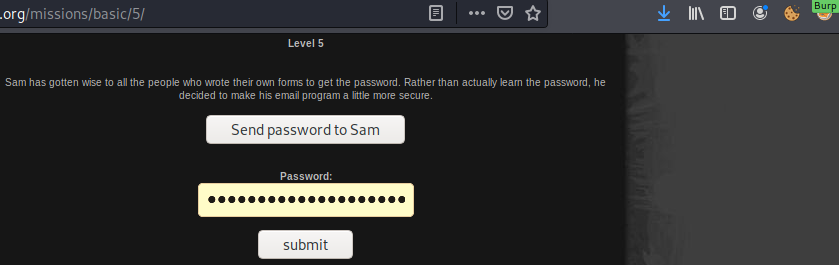 .org/missions/basic/5/
Burp
Level 5
Sam has gotten wise to all the people who wrote their own forms to get the password. Rather than actually learn the password, he
decided to make his email program a little more secure.
Send password to Sam
Password:
submit